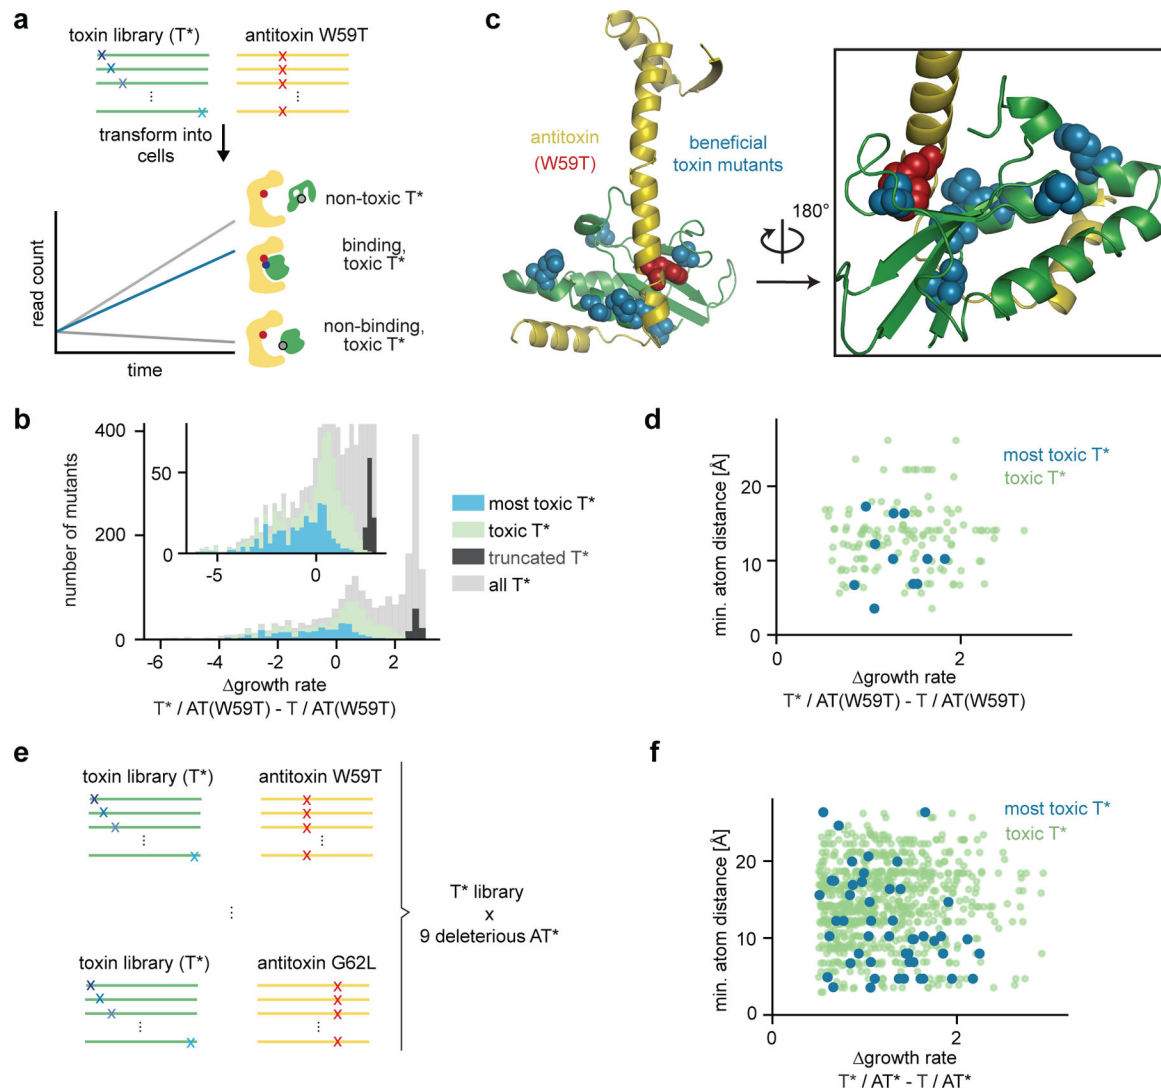 a
toxin library (T*)
antitoxin W59T
X
X
X
X
X
X
X
X
transform into
cells
non-toxic T*
binding,
toxic T*
non-binding,
toxic T*
read count
time
c
antitoxin
(W59T)
beneficial
toxin mutants
180°
b
number of mutants
400
200
0
50
0
-5
0
-6
-4
-2
0
2
most toxic T*
toxic T*
truncated T*
all T*
Δgrowth rate
T* / AT(W59T) - T / AT(W59T)
d
min. atom distance [Å]
20
10
0
0
2
most toxic T*
toxic T*
Δgrowth rate
T* / AT(W59T) - T / AT(W59T)
e
toxin library (T*)
antitoxin W59T
X
X
X
X
X
X
X
X
T* library
x
9 deleterious AT*
toxin library (T*)
antitoxin G62L
X
X
X
X
X
X
X
X
f
min. atom distance [Å]
20
10
0
0
2
most toxic T*
toxic T*
Δgrowth rate
T* / AT* - T / AT*